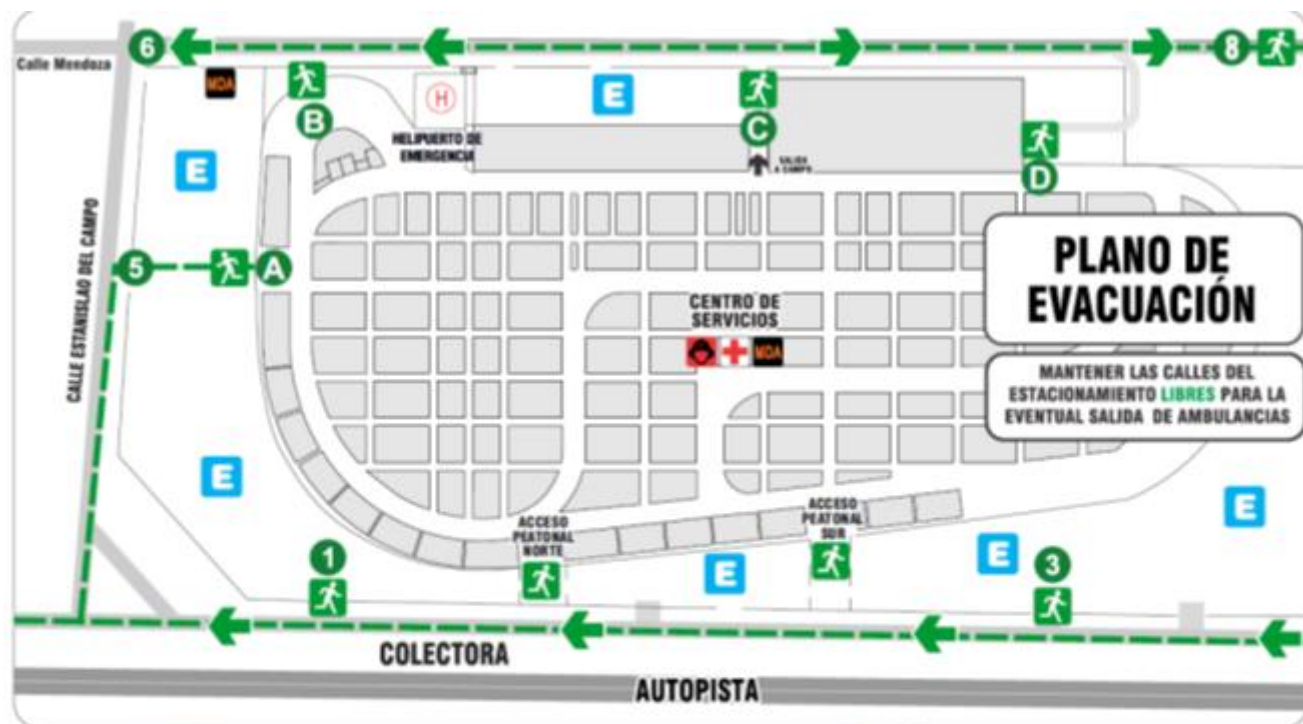 6
8
Calle Mendoza
MDA
B
H
E
C
HELIPUERTO DE
EMERGENCIA
SALIDA
A CAMPO
D
E
5
A
CALLE ESTANISLAO DEL CAMPO
PLANO DE
EVACUACIÓN
CENTRO DE
SERVICIOS
MDA
MANTENER LAS CALLES DEL
ESTACIONAMIENTO LIBRES PARA LA
EVENTUAL SALIDA DE AMBULANCIAS
E
E
ACCESO
PEATONAL
NORTE
ACCESO
PEATONAL
SUR
1
E
E
3
COLECTORA
AUTOPISTA